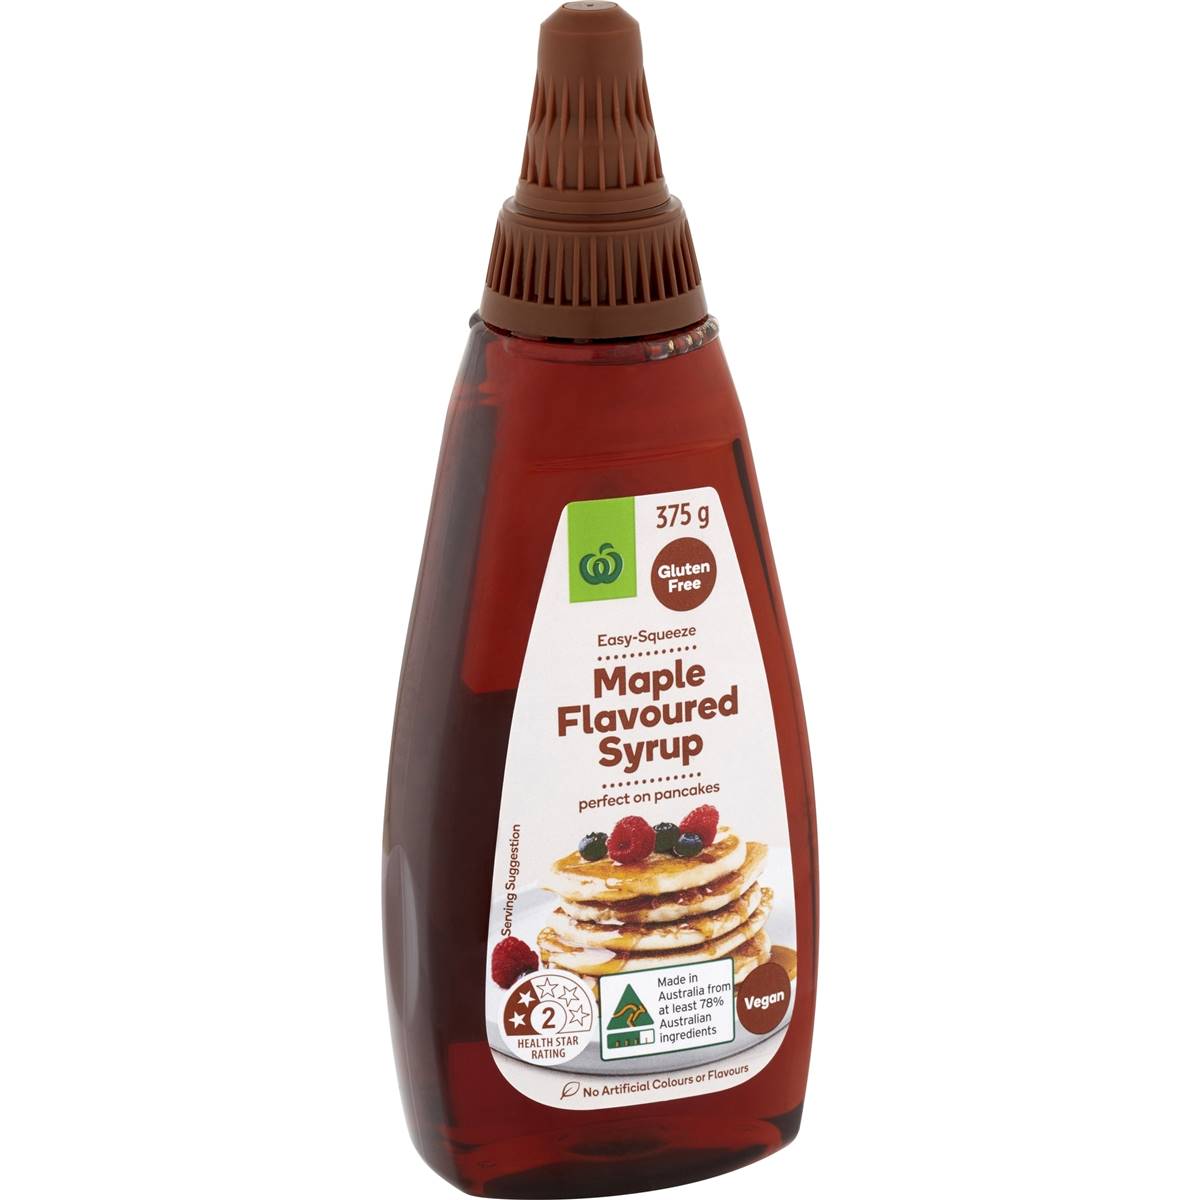 375 g
Gluten
Free
Easy-Squeeze
Maple
Flavoured
Syrup
perfect on pancakes
Serving Suggestion
2
HEALTH STAR
RATING
Made in
Australia from
at least 78%
Australian
ingredients
Vegan
No Artificial Colours or Flavours